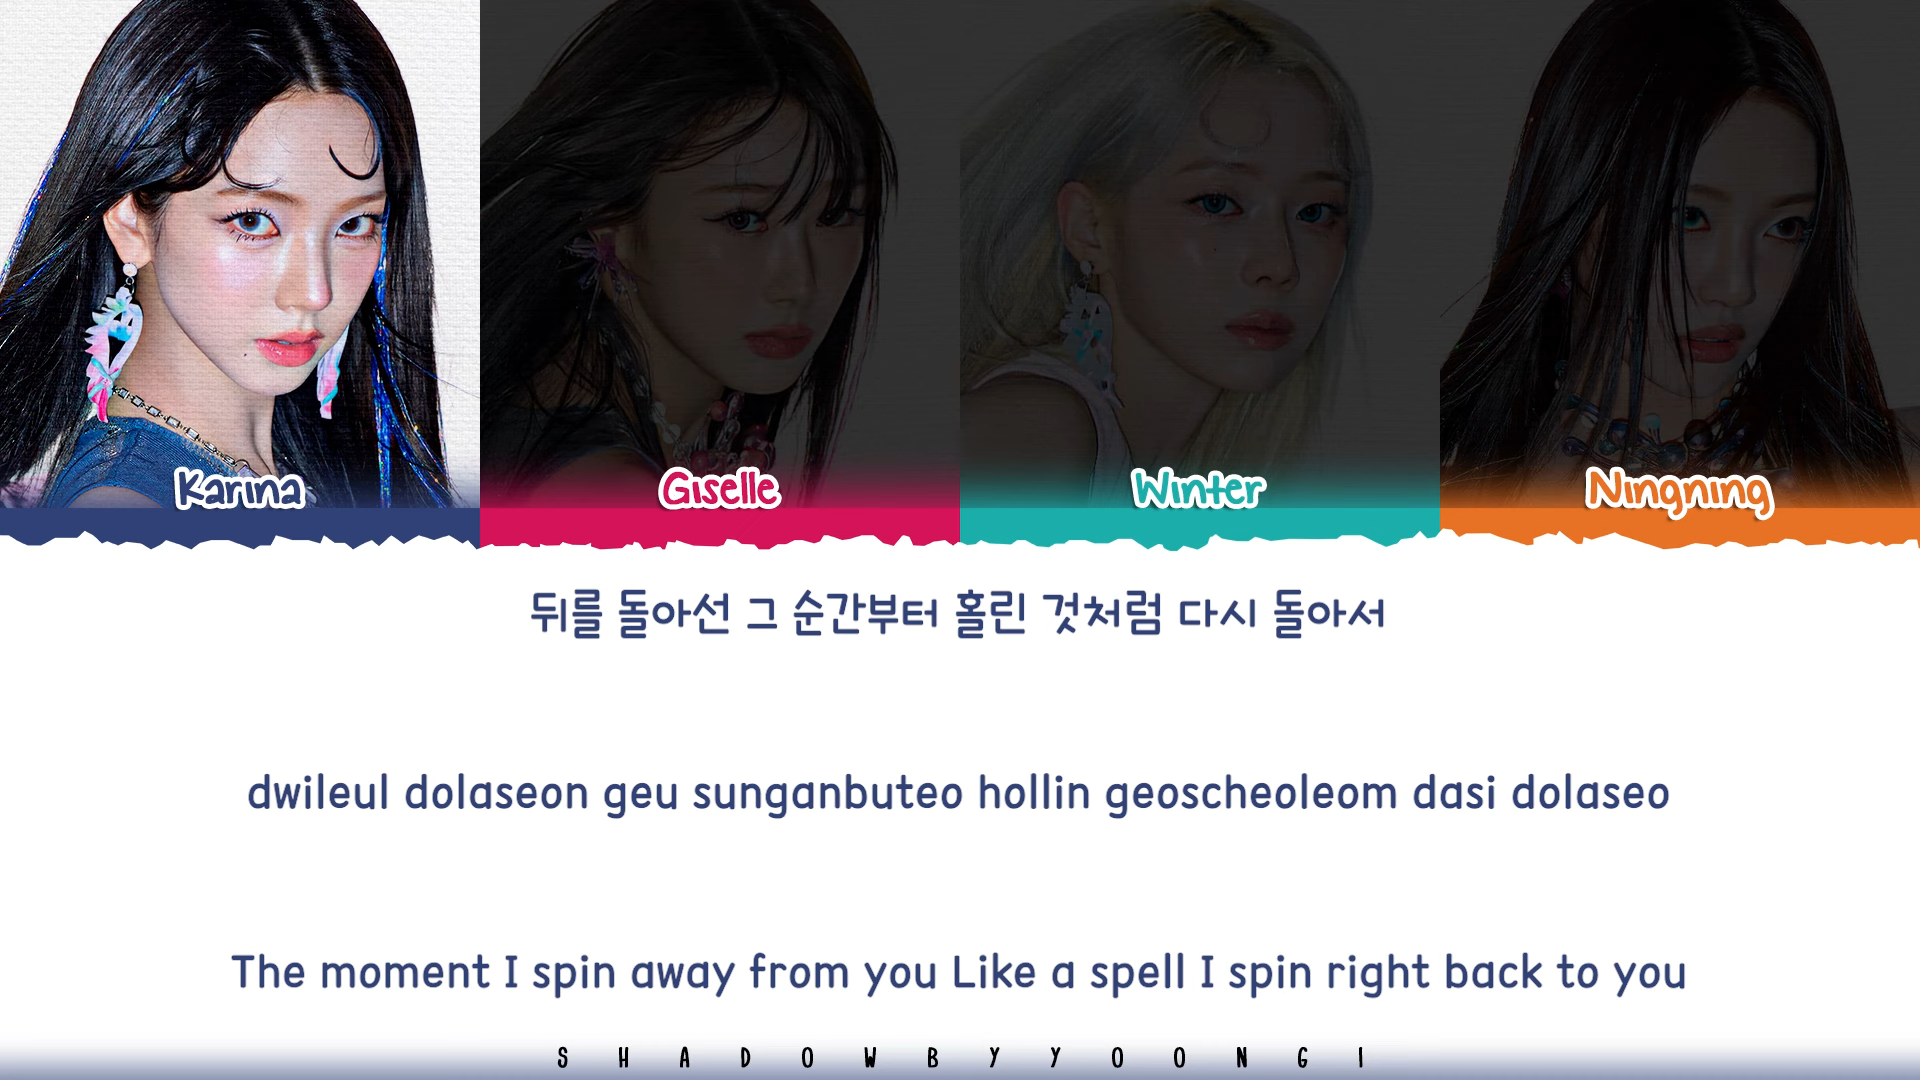 Karina
Giselle
Winter
Ningning
뒤를 돌아선 그 순간부터 홀린 것처럼 다시 돌아서
dwileul dolaseon geu sunganbuteo hollin geoscheoleom dasi dolaseo
The moment I spin away from you Like a spell I spin right back to you
SHADOWBYYOONGI